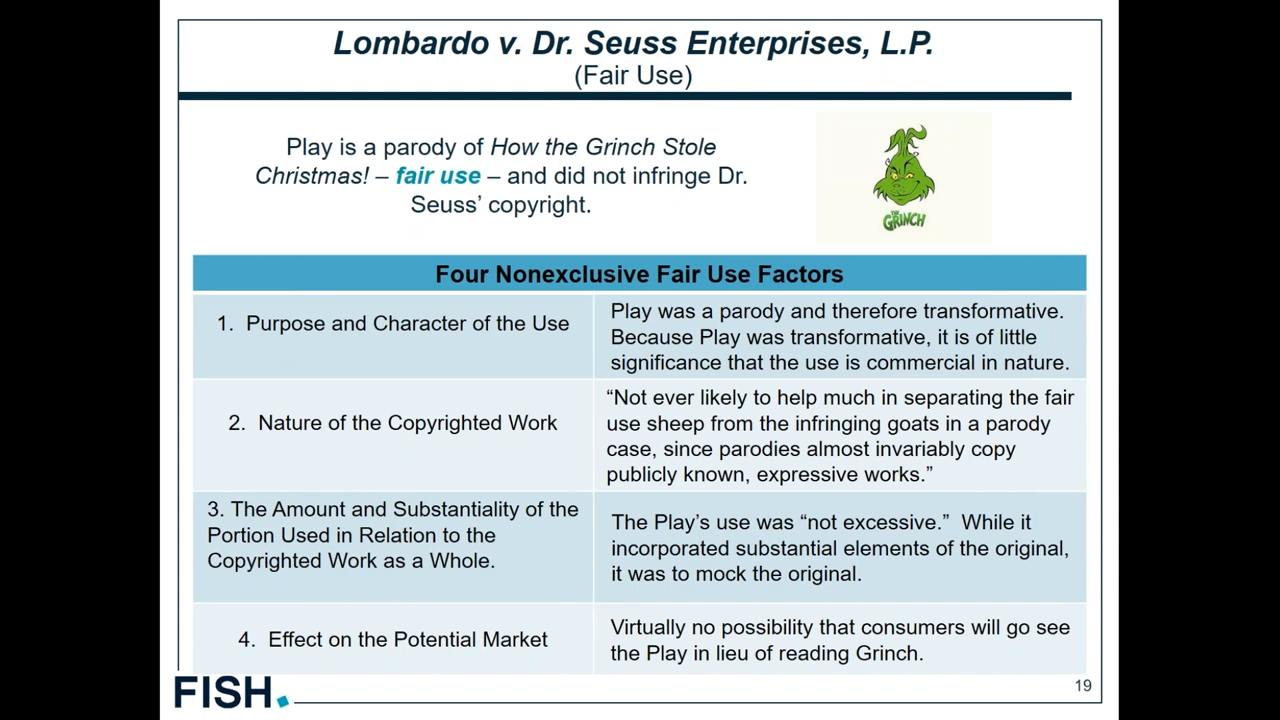 Lombardo v. Dr. Seuss Enterprises, L.P.
(Fair Use)
Play is a parody of How the Grinch Stole
Christmas! – fair use – and did not infringe Dr.
Seuss’ copyright.
THE
GRINCH
Four Nonexclusive Fair Use Factors
1. Purpose and Character of the Use
Play was a parody and therefore transformative.
Because Play was transformative, it is of little
significance that the use is commercial in nature.
2. Nature of the Copyrighted Work
“Not ever likely to help much in separating the fair
use sheep from the infringing goats in a parody
case, since parodies almost invariably copy
publicly known, expressive works.”
3. The Amount and Substantiality of the
Portion Used in Relation to the
Copyrighted Work as a Whole.
The Play’s use was “not excessive.” While it
incorporated substantial elements of the original,
it was to mock the original.
4. Effect on the Potential Market
Virtually no possibility that consumers will go see
the Play in lieu of reading Grinch.
FISH.
19